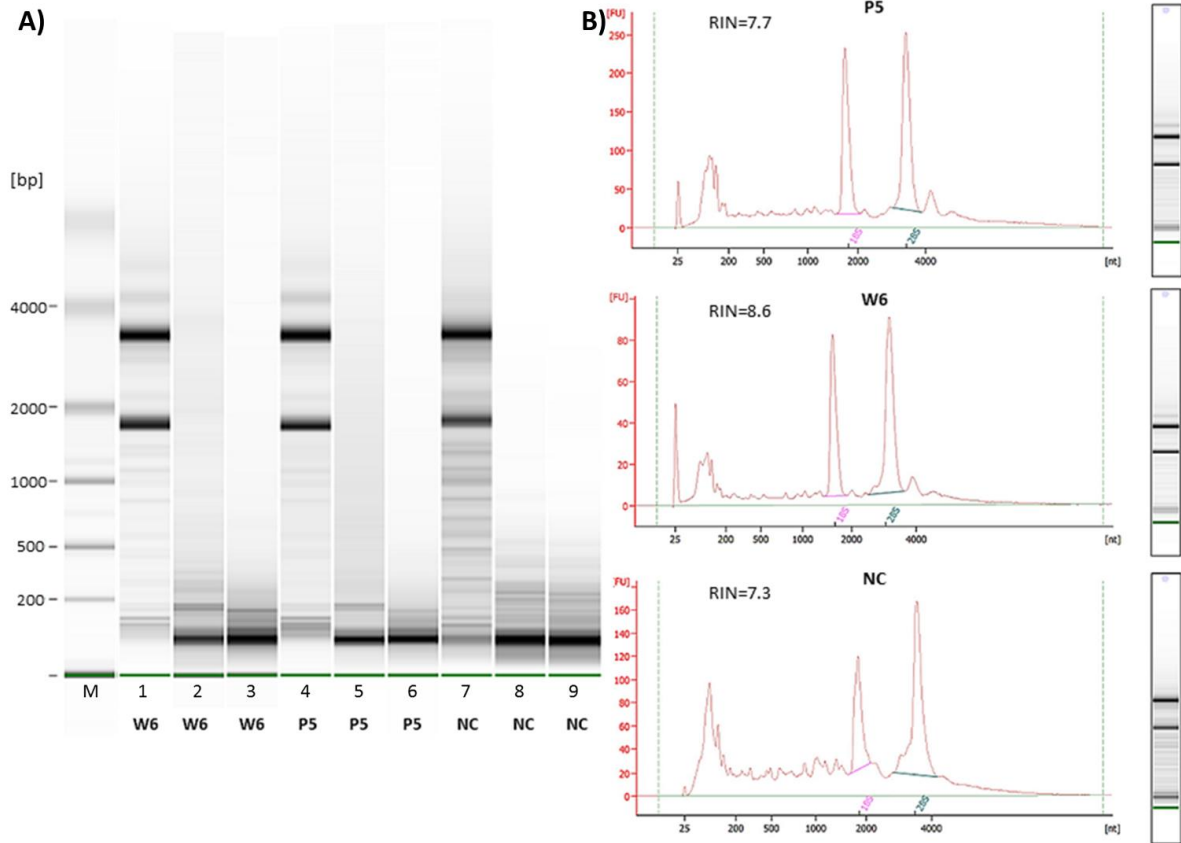 A)
[bp]
4000
2000
1000
500
200
M 1 2 3 4 5 6 7 8 9
W6 W6 W6 P5 P5 P5 NC NC NC
B)
P5
[FU]
RIN=7.7
250
200
150
100
50
0
18S 28S
25 200 500 1000 2000 4000 [nt]
W6
[FU]
RIN=8.6
80
60
40
20
0
18S 28S
25 200 500 1000 2000 4000 [nt]
NC
[FU]
RIN=7.3
160
140
120
100
80
60
40
20
0
18S 28S
25 200 500 1000 2000 4000 [nt]